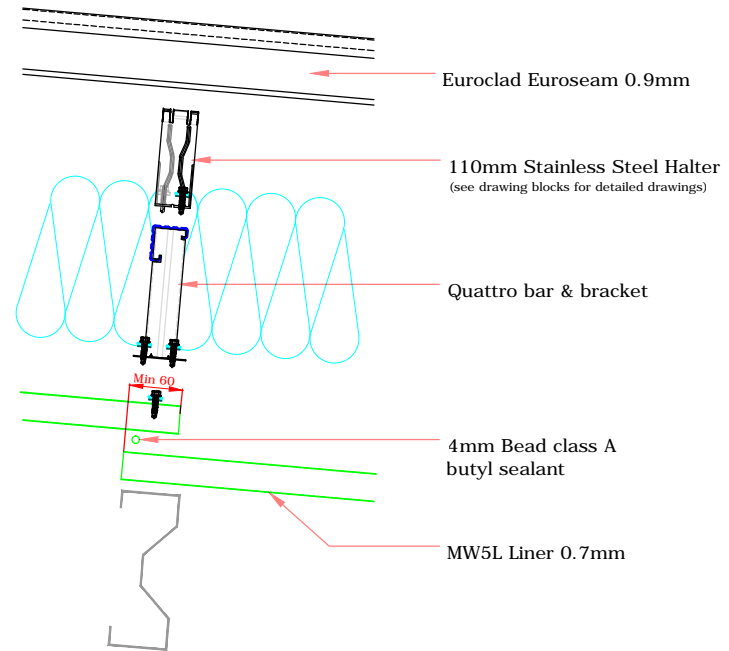 Euroclad Euroseam 0.9mm
110mm Stainless Steel Halter
(see drawing blocks for detailed drawings)
Quattro bar & bracket
Min 60
4mm Bead class A
butyl sealant
MW5L Liner 0.7mm